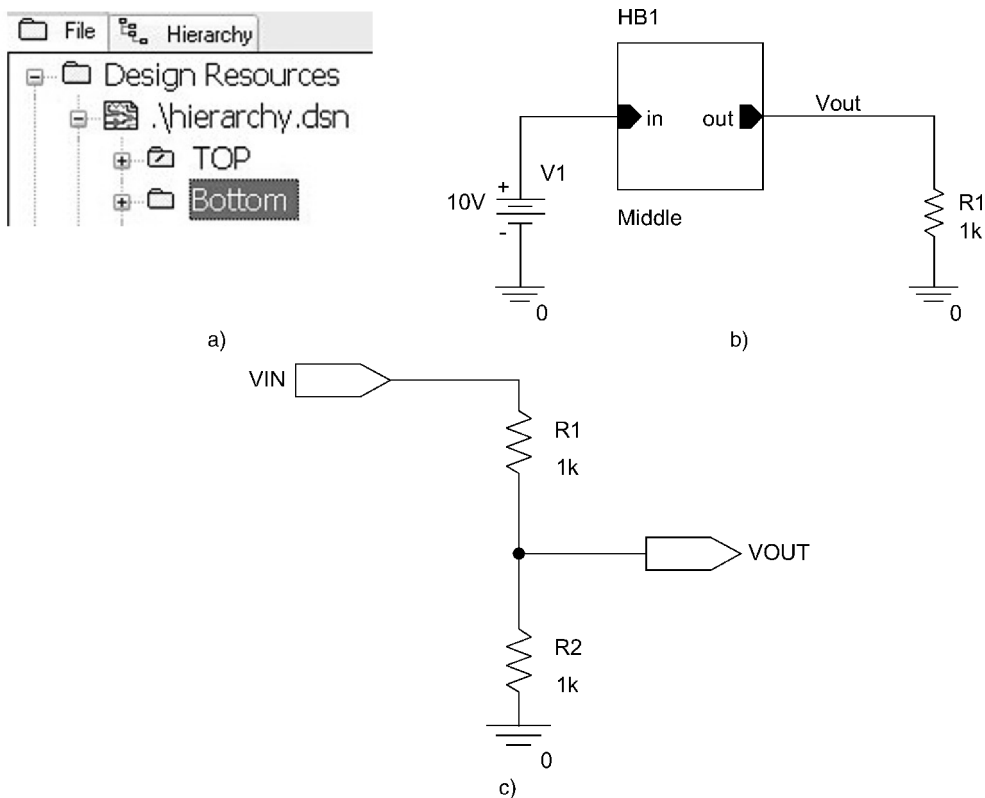 File Hierarchy
Design Resources
.\hierarchy.dsn
TOP
Bottom
a)
HB1
in out
Vout
+
V1
10V
-
0
Middle
R1
1k
0
b)
VIN
R1
1k
VOUT
R2
1k
0
c)